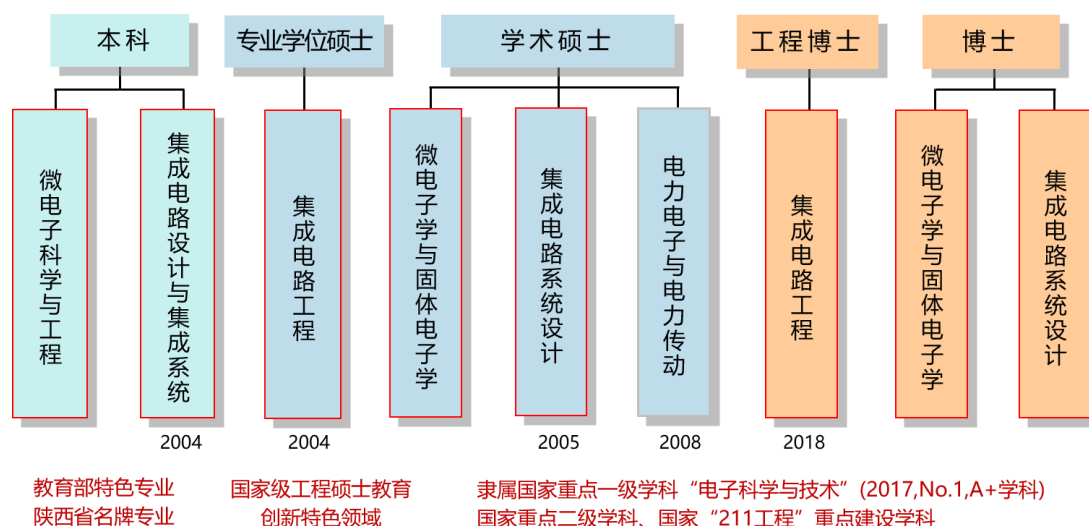 本科
专业学位硕士
学术硕士
工程博士
博士
微电子科学与工程
集成电路设计与集成系统
集成电路工程
微电子学与固体电子学
集成电路系统设计
电力电子与电力传动
集成电路工程
微电子学与固体电子学
集成电路系统设计
2004
2004
2005
2008
2018
教育部特色专业
陕西省名牌专业
国家级工程硕士教育
创新特色领域
隶属国家重点一级学科“电子科学与技术”(2017,No.1,A+学科)
国家重点二级学科、国家“211工程”重点建设学科